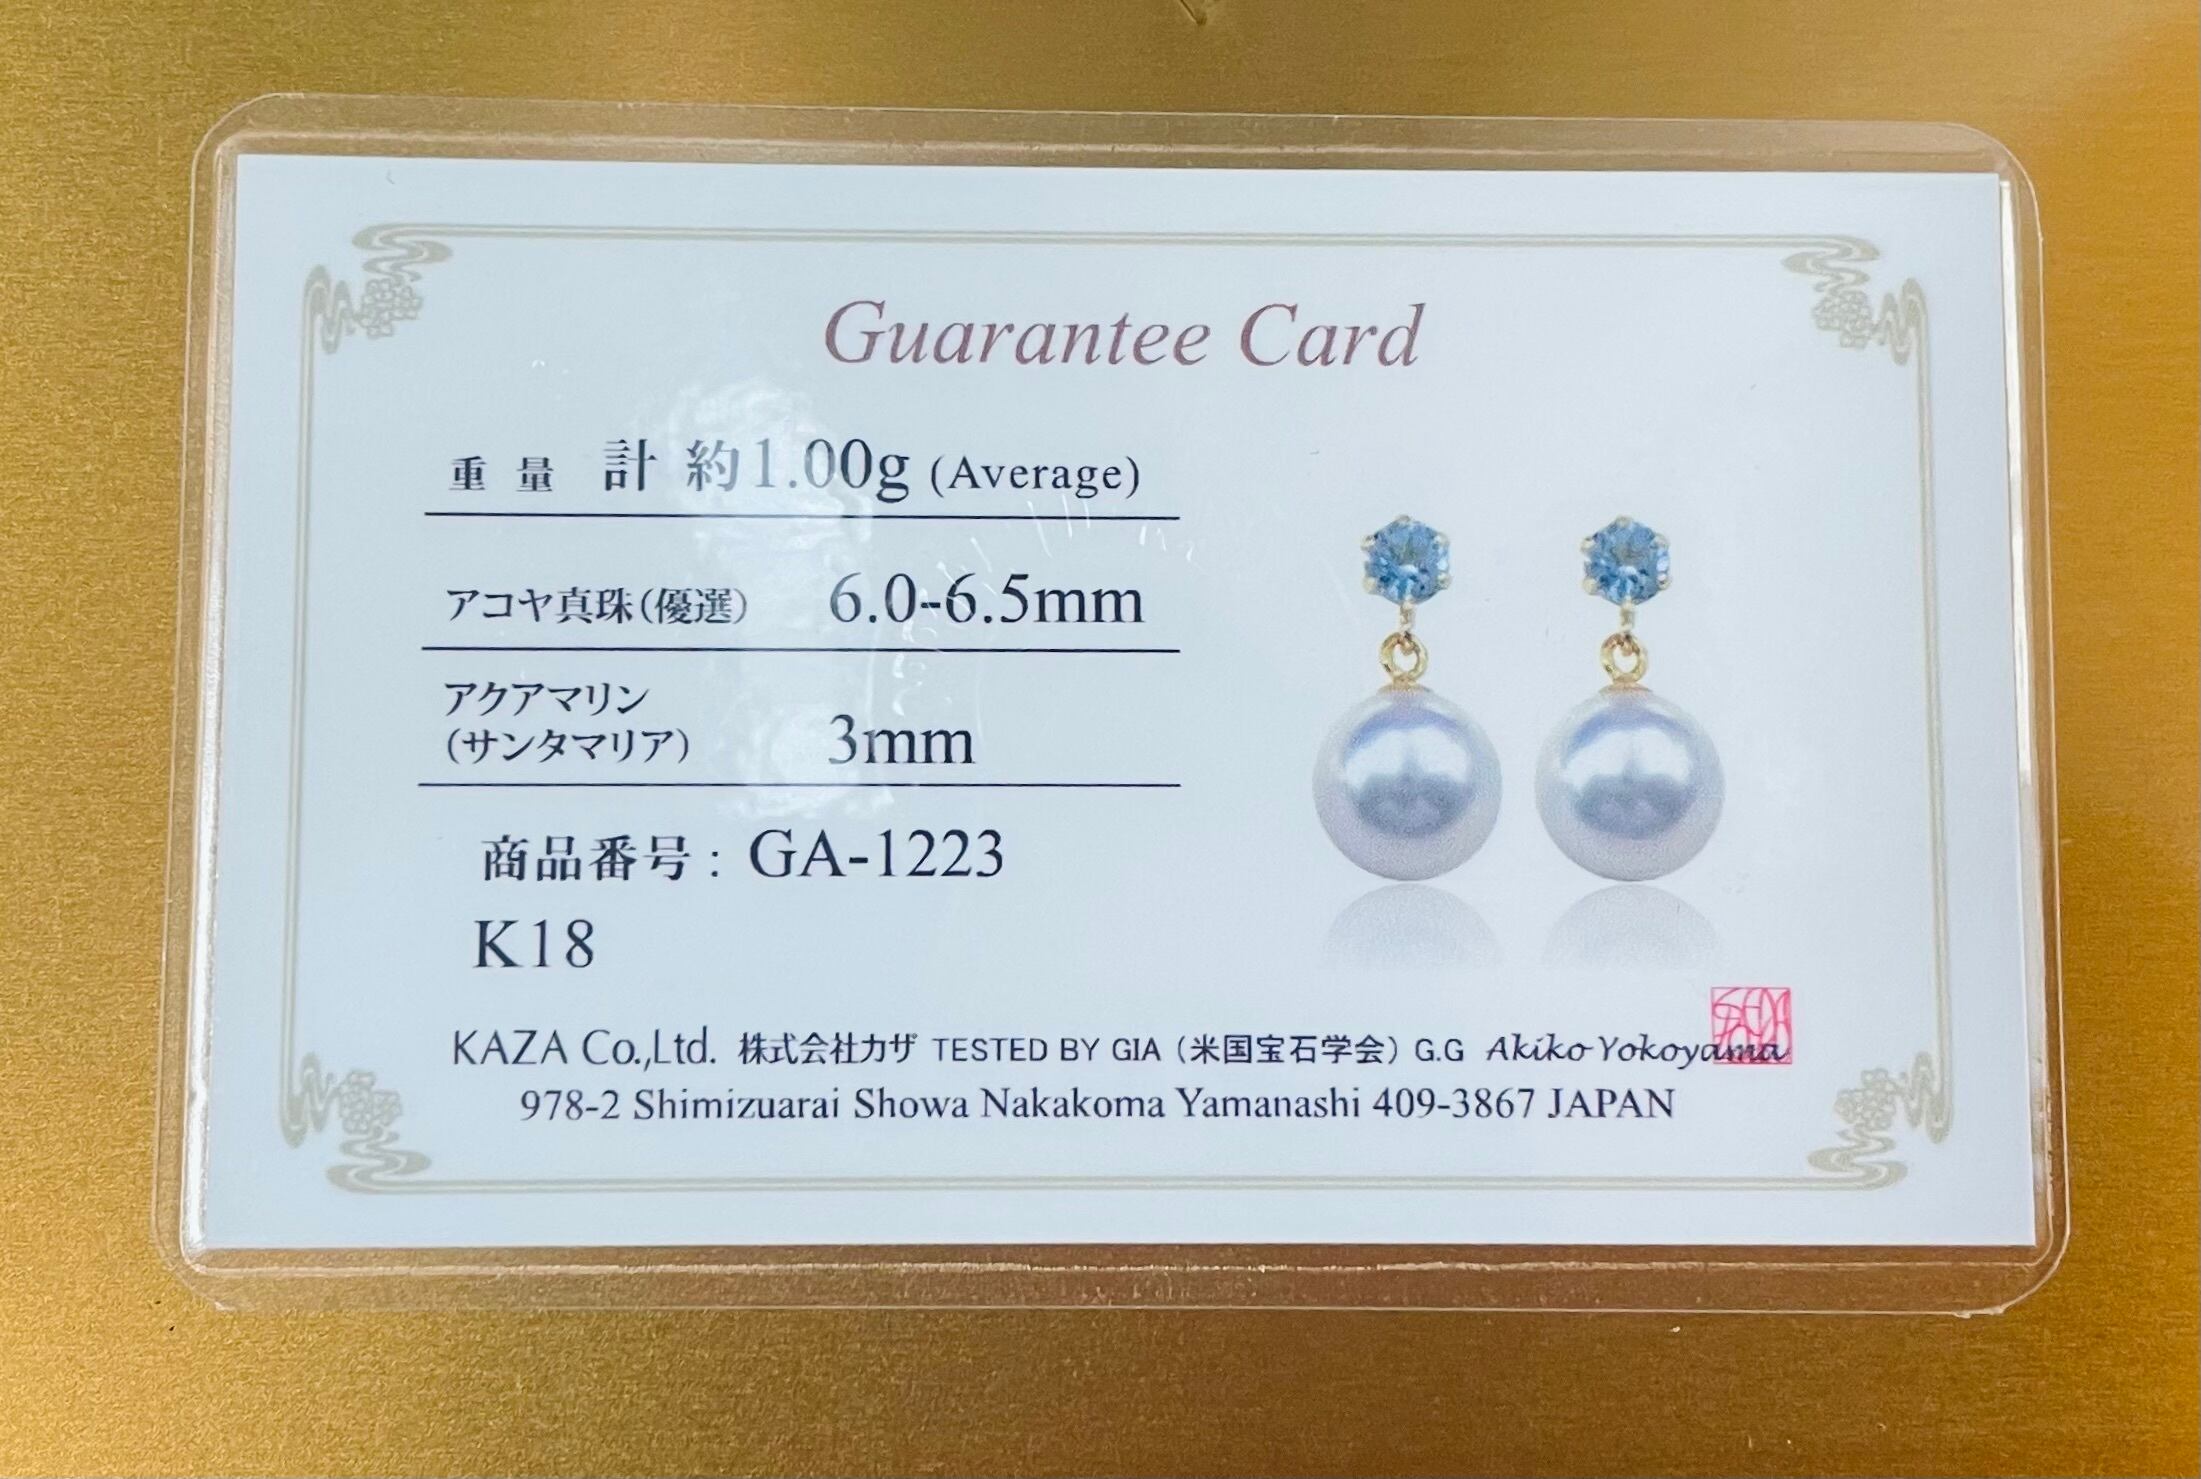 Guarantee Card
重量 計 約1.00g (Average)
アコヤ真珠(優選) 6.0-6.5mm
アクアマリン
(サンタマリア) 3mm
商品番号: GA-1223
K18
KAZA Co.,Ltd. 株式会社カザ TESTED BY GIA (米国宝石学会) G.G Akiko Yokoyama
978-2 Shimizuarai Showa Nakakoma Yamanashi 409-3867 JAPAN